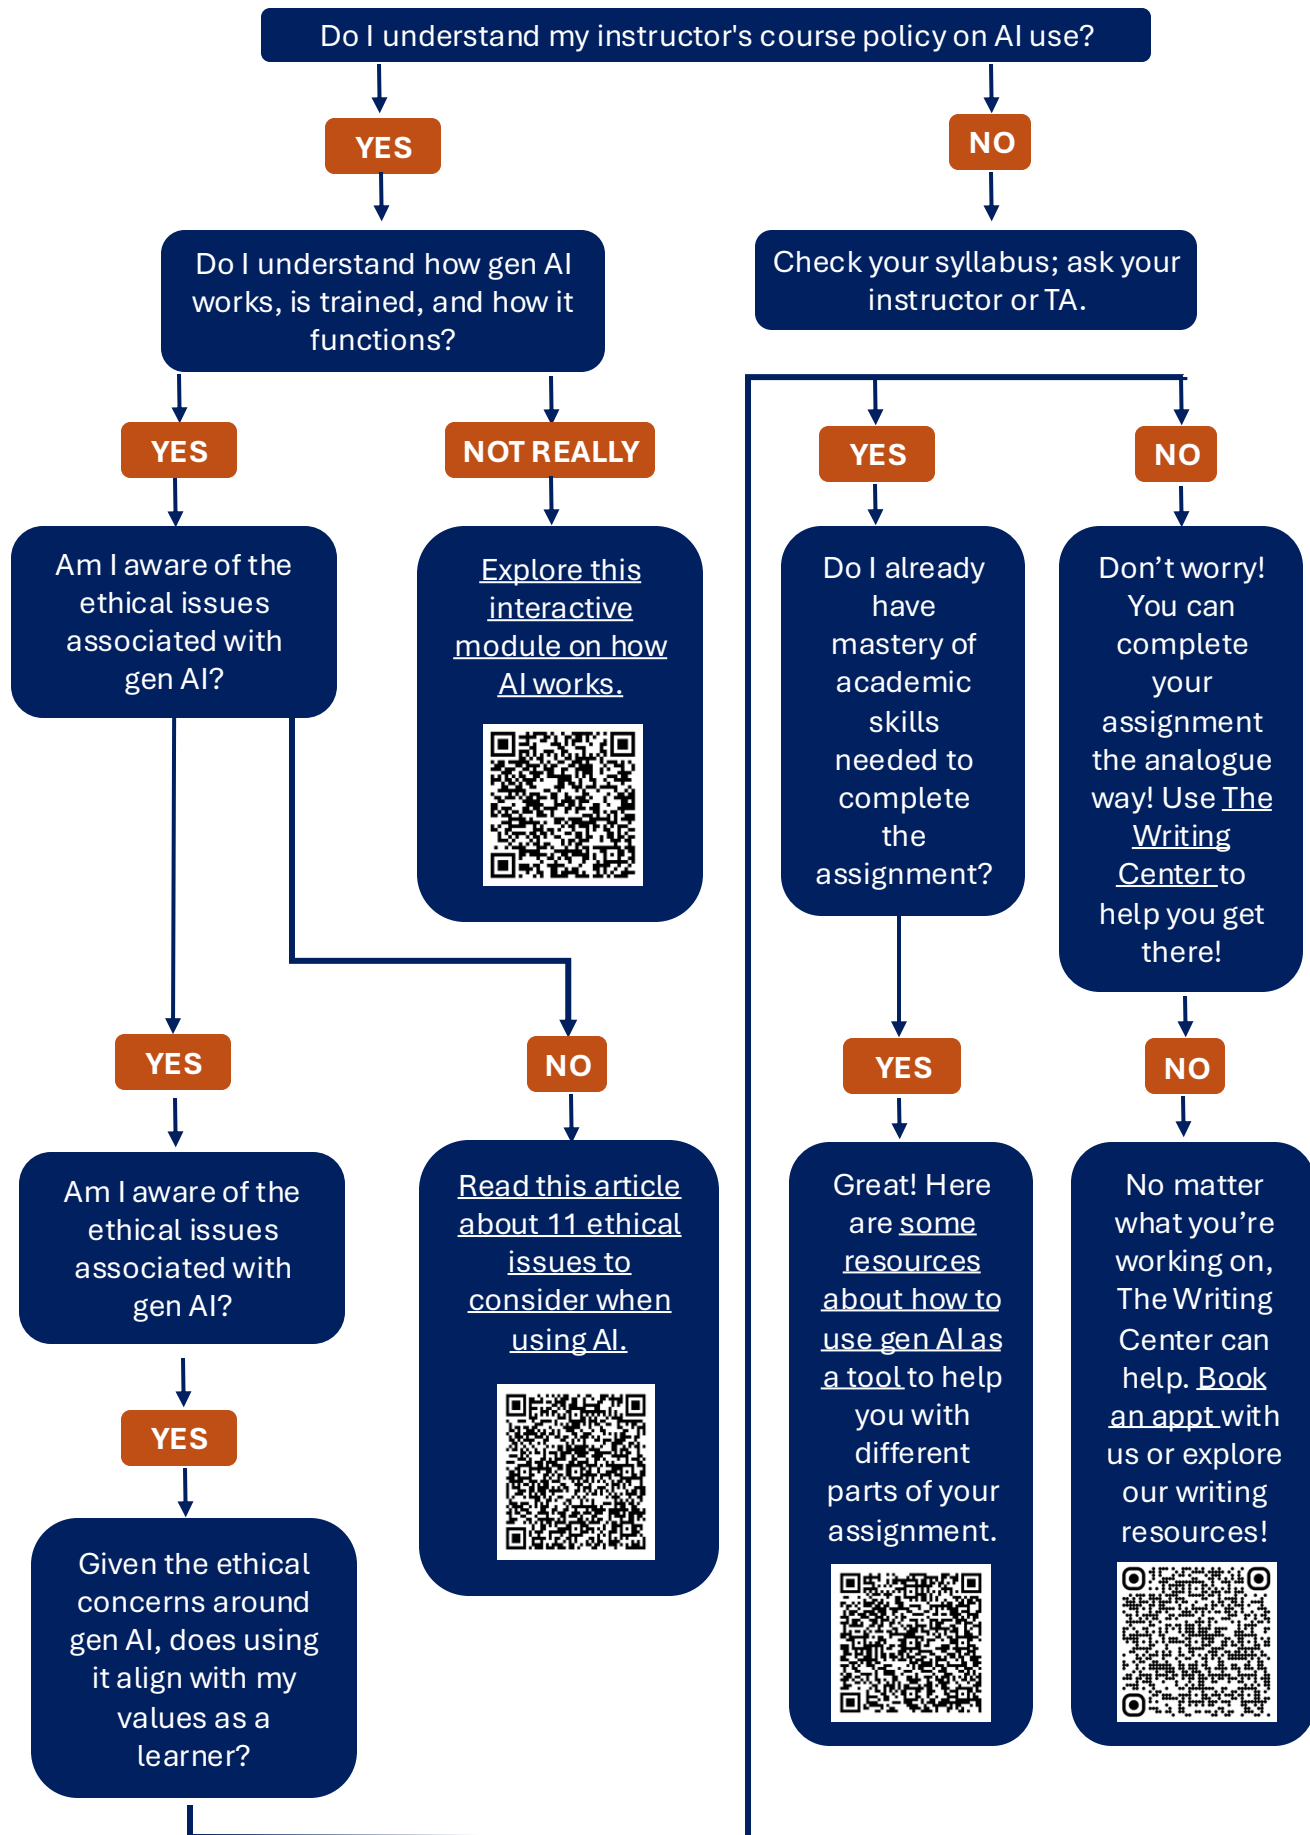 Do I understand my instructor's course policy on AI use?
YES
NO
Do I understand how gen AI
works, is trained, and how it
functions?
Check your syllabus; ask your
instructor or TA.
YES
NOT REALLY
Am I aware of the
ethical issues
associated with
gen AI?
Explore this
interactive
module on how
AI works.
YES
NO
Am I aware of the
ethical issues
associated with
gen AI?
Read this article
about 11 ethical
issues to
consider when
using AI.
YES
Given the ethical
concerns around
gen AI, does using
it align with my
values as a
learner?
YES
NO
Do I already
have
mastery of
academic
skills
needed to
complete
the
assignment?
Don't worry!
You can
complete
your
assignment
the analogue
way! Use The
Writing
Center to
help you get
there!
YES
NO
Great! Here
are some
resources
about how to
use gen AI as
a tool to help
you with
different
parts of your
assignment.
No matter
what you're
working on,
The Writing
Center can
help. Book
an appt with
us or explore
our writing
resources!